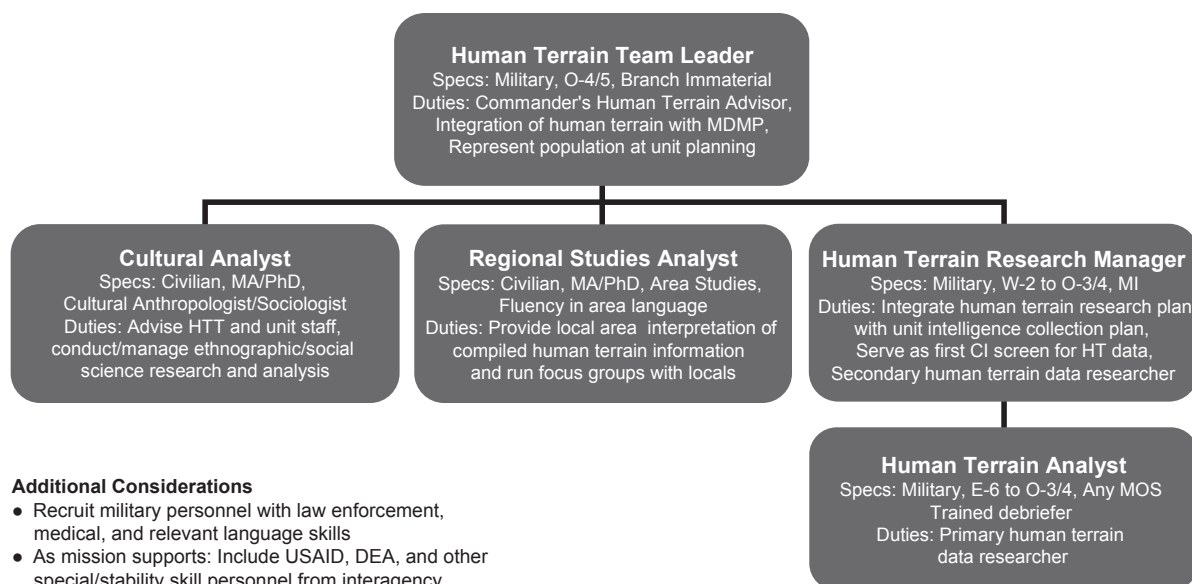 Human Terrain Team Leader
Specs: Military, O-4/5, Branch Immaterial
Duties: Commander's Human Terrain Advisor,
Integration of human terrain with MDMP,
Represent population at unit planning
Cultural Analyst
Specs: Civilian, MA/PhD,
Cultural Anthropologist/Sociologist
Duties: Advise HTT and unit staff,
conduct/manage ethnographic/social
science research and analysis
Regional Studies Analyst
Specs: Civilian, MA/PhD, Area Studies,
Fluency in area language
Duties: Provide local area interpretation of
compiled human terrain information
and run focus groups with locals
Human Terrain Research Manager
Specs: Military, W-2 to O-3/4, MI
Duties: Integrate human terrain research plan
with unit intelligence collection plan,
Serve as first CI screen for HT data,
Secondary human terrain data researcher
Human Terrain Analyst
Specs: Military, E-6 to O-3/4, Any MOS
Trained debriefer
Duties: Primary human terrain
data researcher
Additional Considerations
● Recruit military personnel with law enforcement,
medical, and relevant language skills
● As mission supports: Include USAID, DEA, and other
special/stability skill personnel from interagency